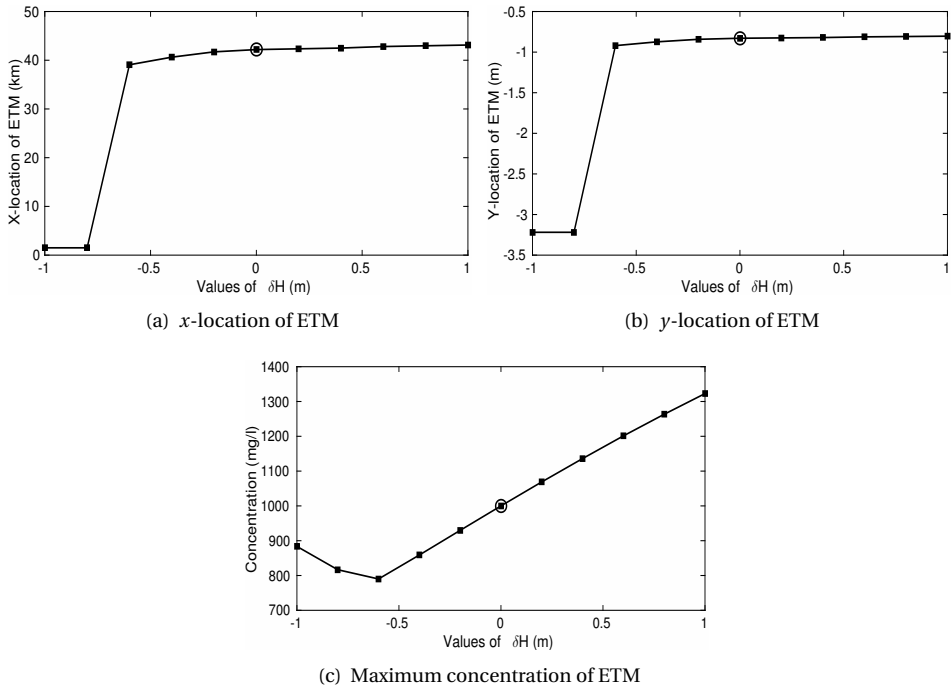 50
40
30
20
10
0
X-location of ETM (km)
-1 -0.5 0 0.5 1
Values of δH (m)
(a) x-location of ETM
-0.5
-1
-1.5
-2
-2.5
-3
-3.5
Y-location of ETM (m)
-1 -0.5 0 0.5 1
Values of δH (m)
(b) y-location of ETM
1400
1300
1200
1100
1000
900
800
700
Concentration (mg/l)
-1 -0.5 0 0.5 1
Values of δH (m)
(c) Maximum concentration of ETM